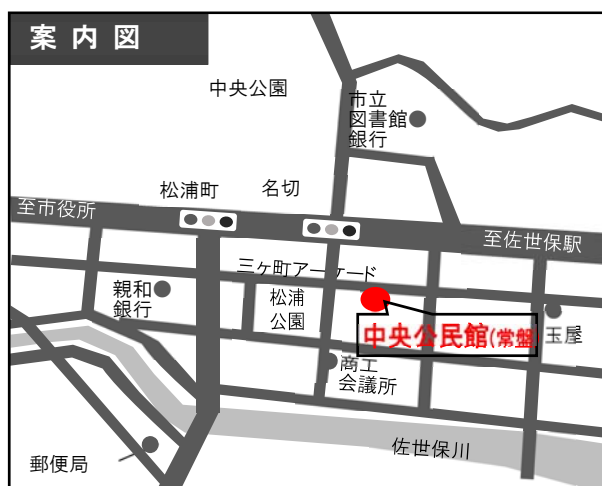 案内図
中央公園
市立
図書館
銀行
松浦町
名切
至市役所
至佐世保駅
三ヶ町アーケード
親和
銀行
松浦
公園
中央公民館(常盤)
玉屋
商工
会議所
佐世保川
郵便局